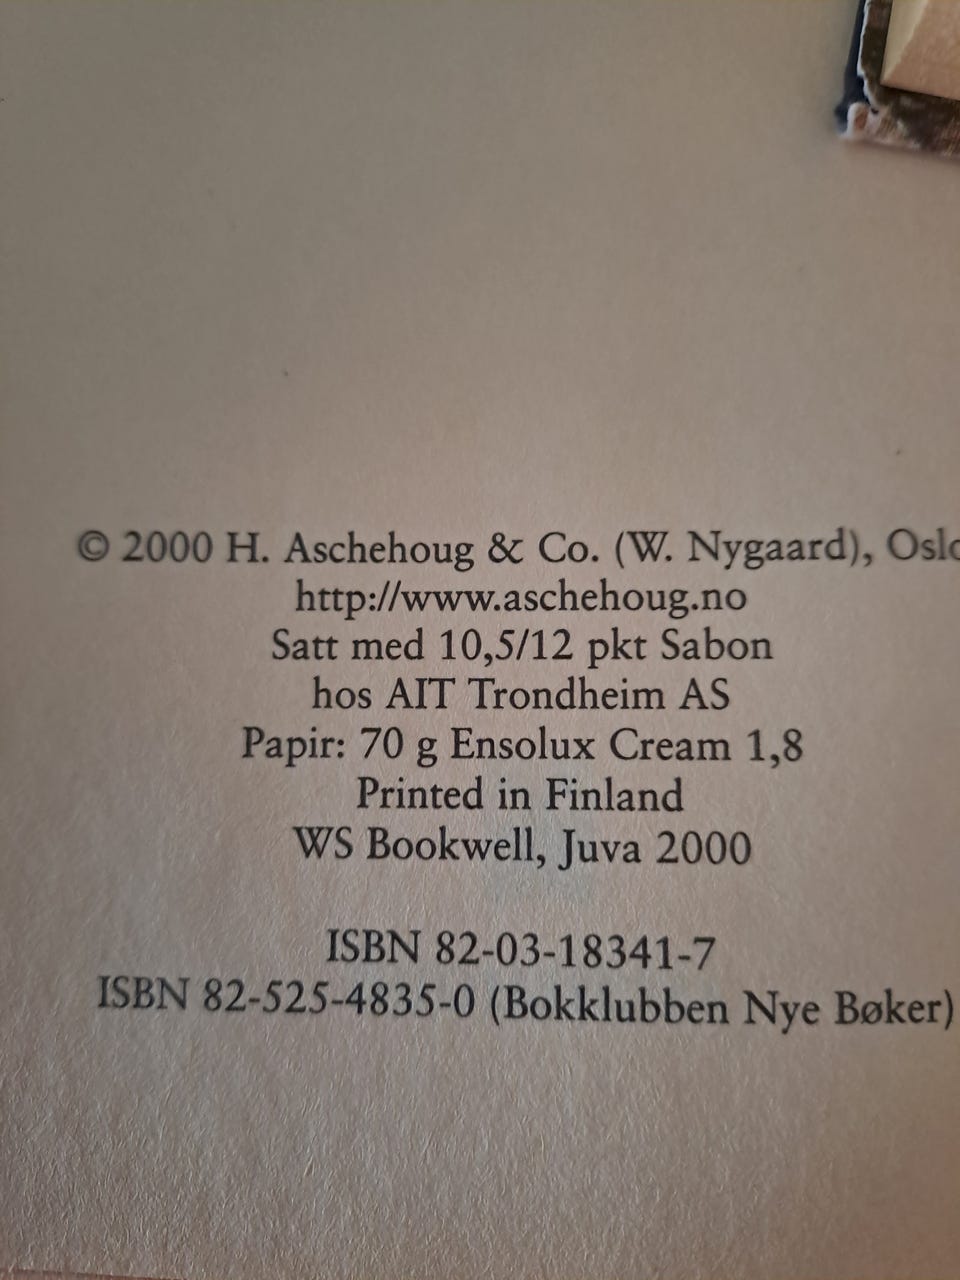 © 2000 H. Aschehoug & Co. (W. Nygaard), Oslo
http://www.aschehoug.no
Satt med 10,5/12 pkt Sabon
hos AIT Trondheim AS
Papir: 70 g Ensolux Cream 1,8
Printed in Finland
WS Bookwell, Juva 2000
ISBN 82-03-18341-7
ISBN 82-525-4835-0 (Bokklubben Nye Bøker)